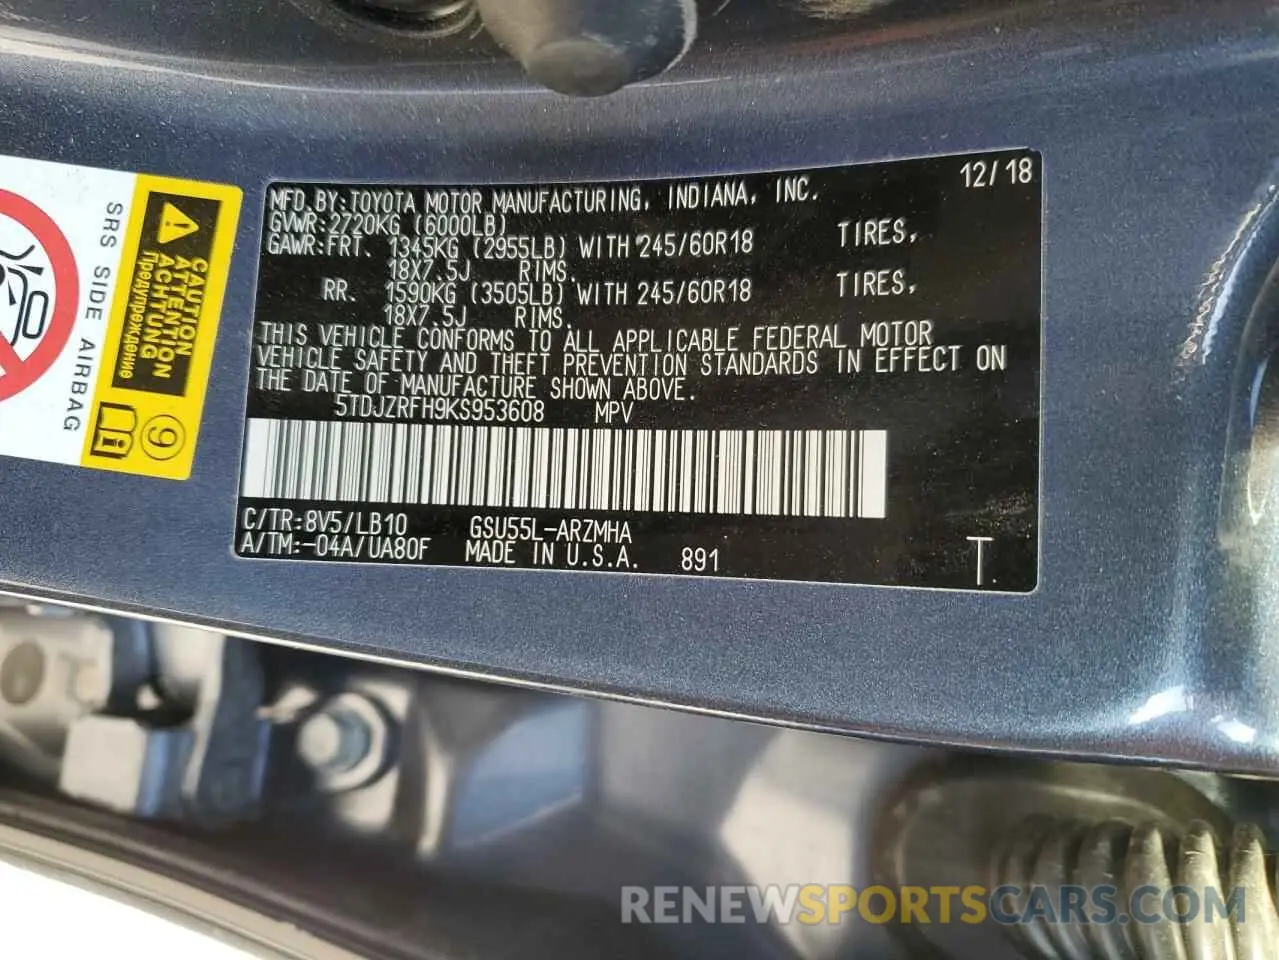 12/18
MFD.BY:TOYOTA MOTOR MANUFACTURING, INDIANA, INC.
GVWR:2720KG (6000LB)
GAWR:FRT. 1345KG (2955LB) WITH 245/60R18 TIRES,
18X7.5J RIMS.
RR. 1590KG (3505LB) WITH 245/60R18 TIRES,
18X7.5J RIMS.
THIS VEHICLE CONFORMS TO ALL APPLICABLE FEDERAL MOTOR
VEHICLE SAFETY AND THEFT PREVENTION STANDARDS IN EFFECT ON
THE DATE OF MANUFACTURE SHOWN ABOVE.
5TDJZRFH9KS953608 MPV
C/TR:8V5/LB10 GSU55L-ARZMHA
A/TM:-04A/UA80F MADE IN U.S.A. 891 T.
CAUTION
ATTENTION
ACHTUNG
Предупреждение
9
i
SRS SIDE AIRBAG
RENEWSPORTSCARS.COM